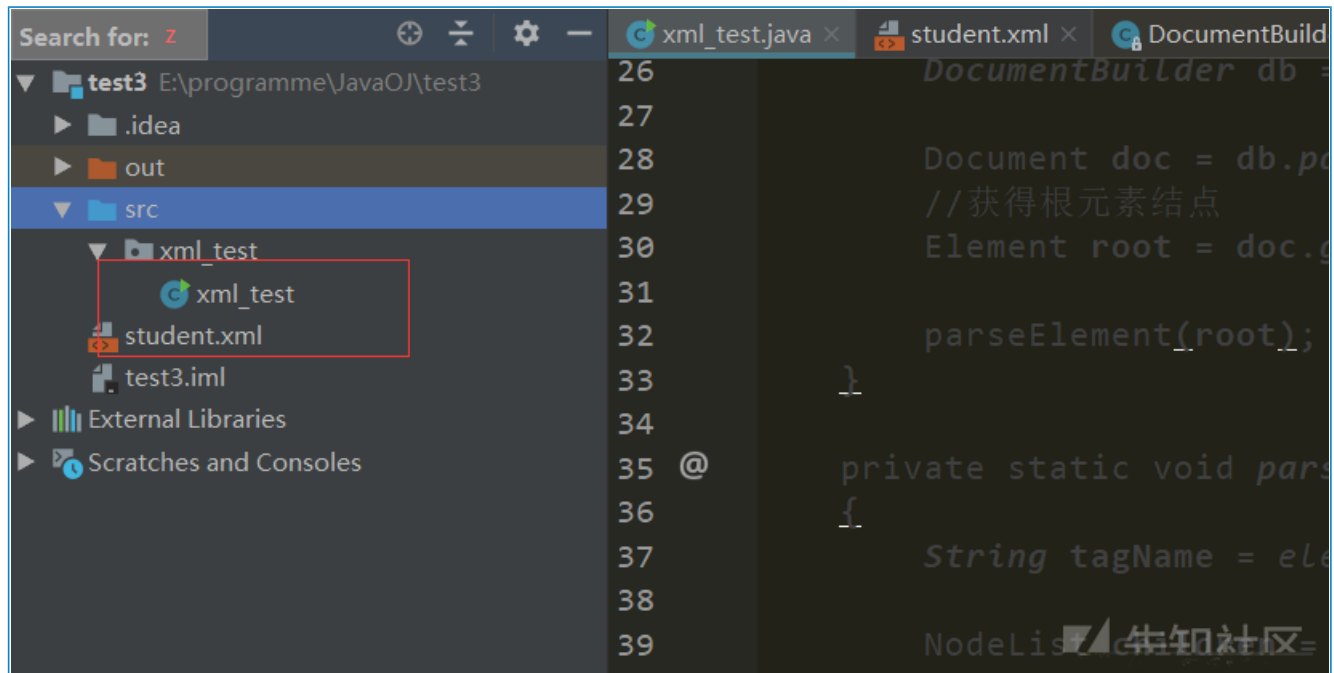 Search for: z
test3 E:\programme\JavaOJ\test3
.idea
out
src
xml_test
xml_test
student.xml
test3.iml
External Libraries
Scratches and Consoles
xml_test.java
student.xml
DocumentBuild
26 DocumentBuilder db =
27
28 Document doc = db.pa
29 //获得根元素结点
30 Element root = doc.g
31
32 parseElement(root);
33 }
34
35 @ private static void pars
36 {
37 String tagName = ele
38
39 NodeList children =
先知社区